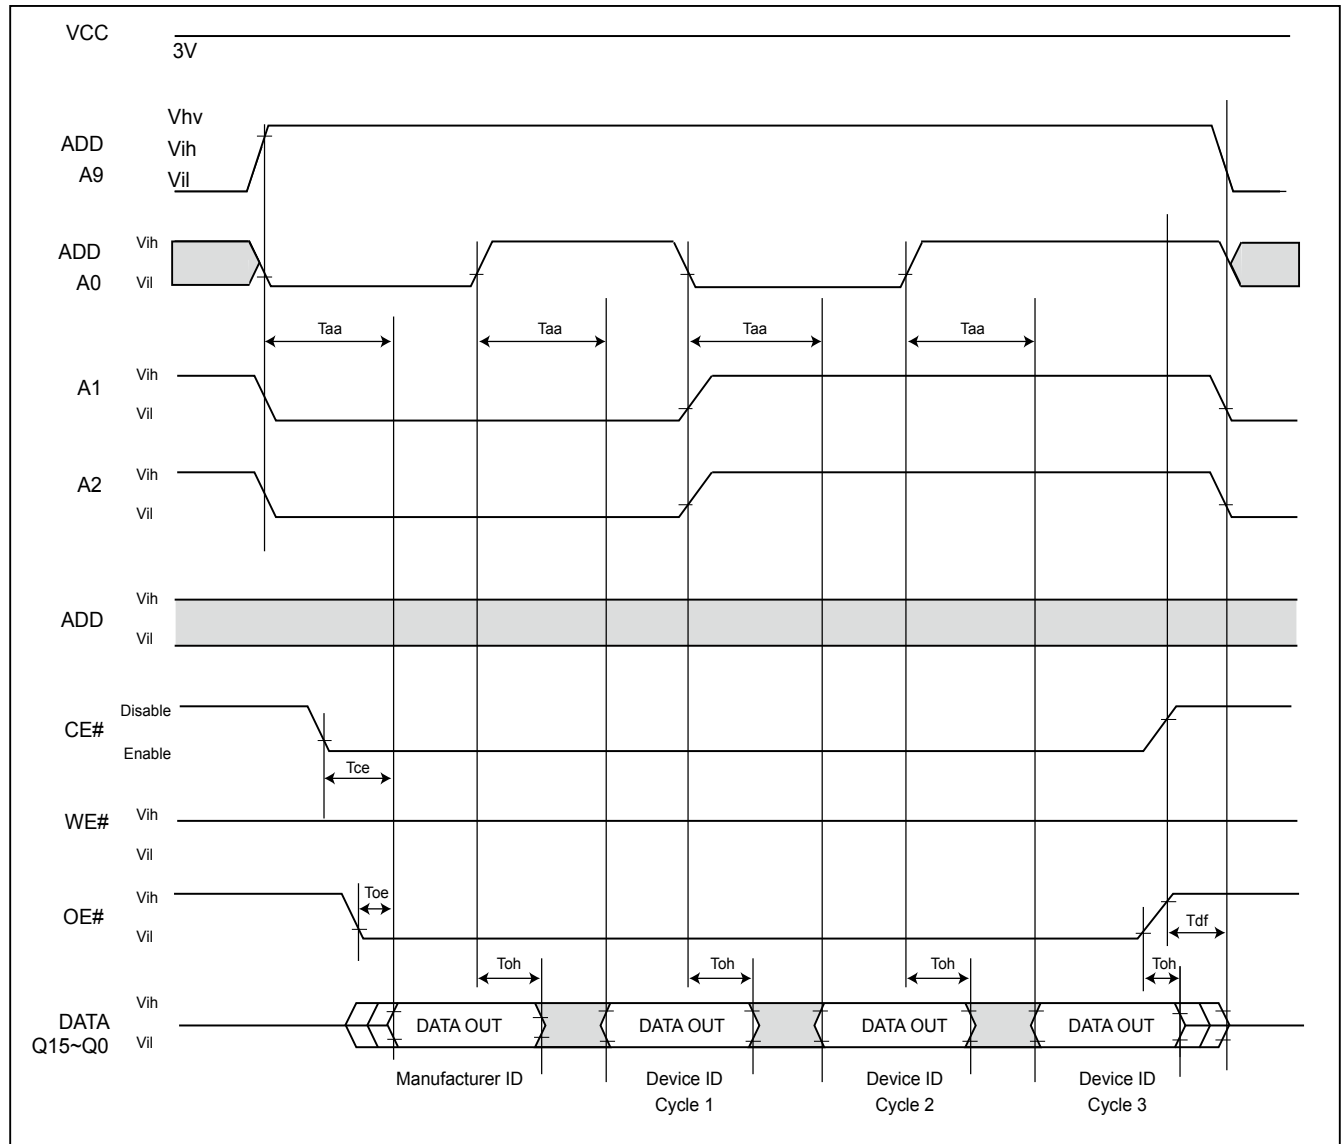 VCC
3V
Vhv
ADD
Vih
A9
Vil
ADD
Vih
A0
Vil
Taa Taa Taa Taa
A1
Vih
Vil
A2
Vih
Vil
ADD
Vih
Vil
CE#
Disable
Enable
Tce
WE#
Vih
Vil
OE#
Vih
Vil
Toe
Tdf
Toh Toh Toh Toh
DATA
Q15~Q0
Vih
Vil
DATA OUT DATA OUT DATA OUT DATA OUT
Manufacturer ID
Device ID
Cycle 1
Device ID
Cycle 2
Device ID
Cycle 3